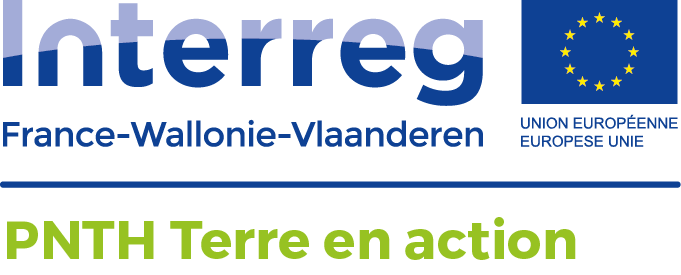 Interreg
France-Wallonie-Vlaanderen
UNION EUROPÉENNE
EUROPESE UNIE
PNTH Terre en action